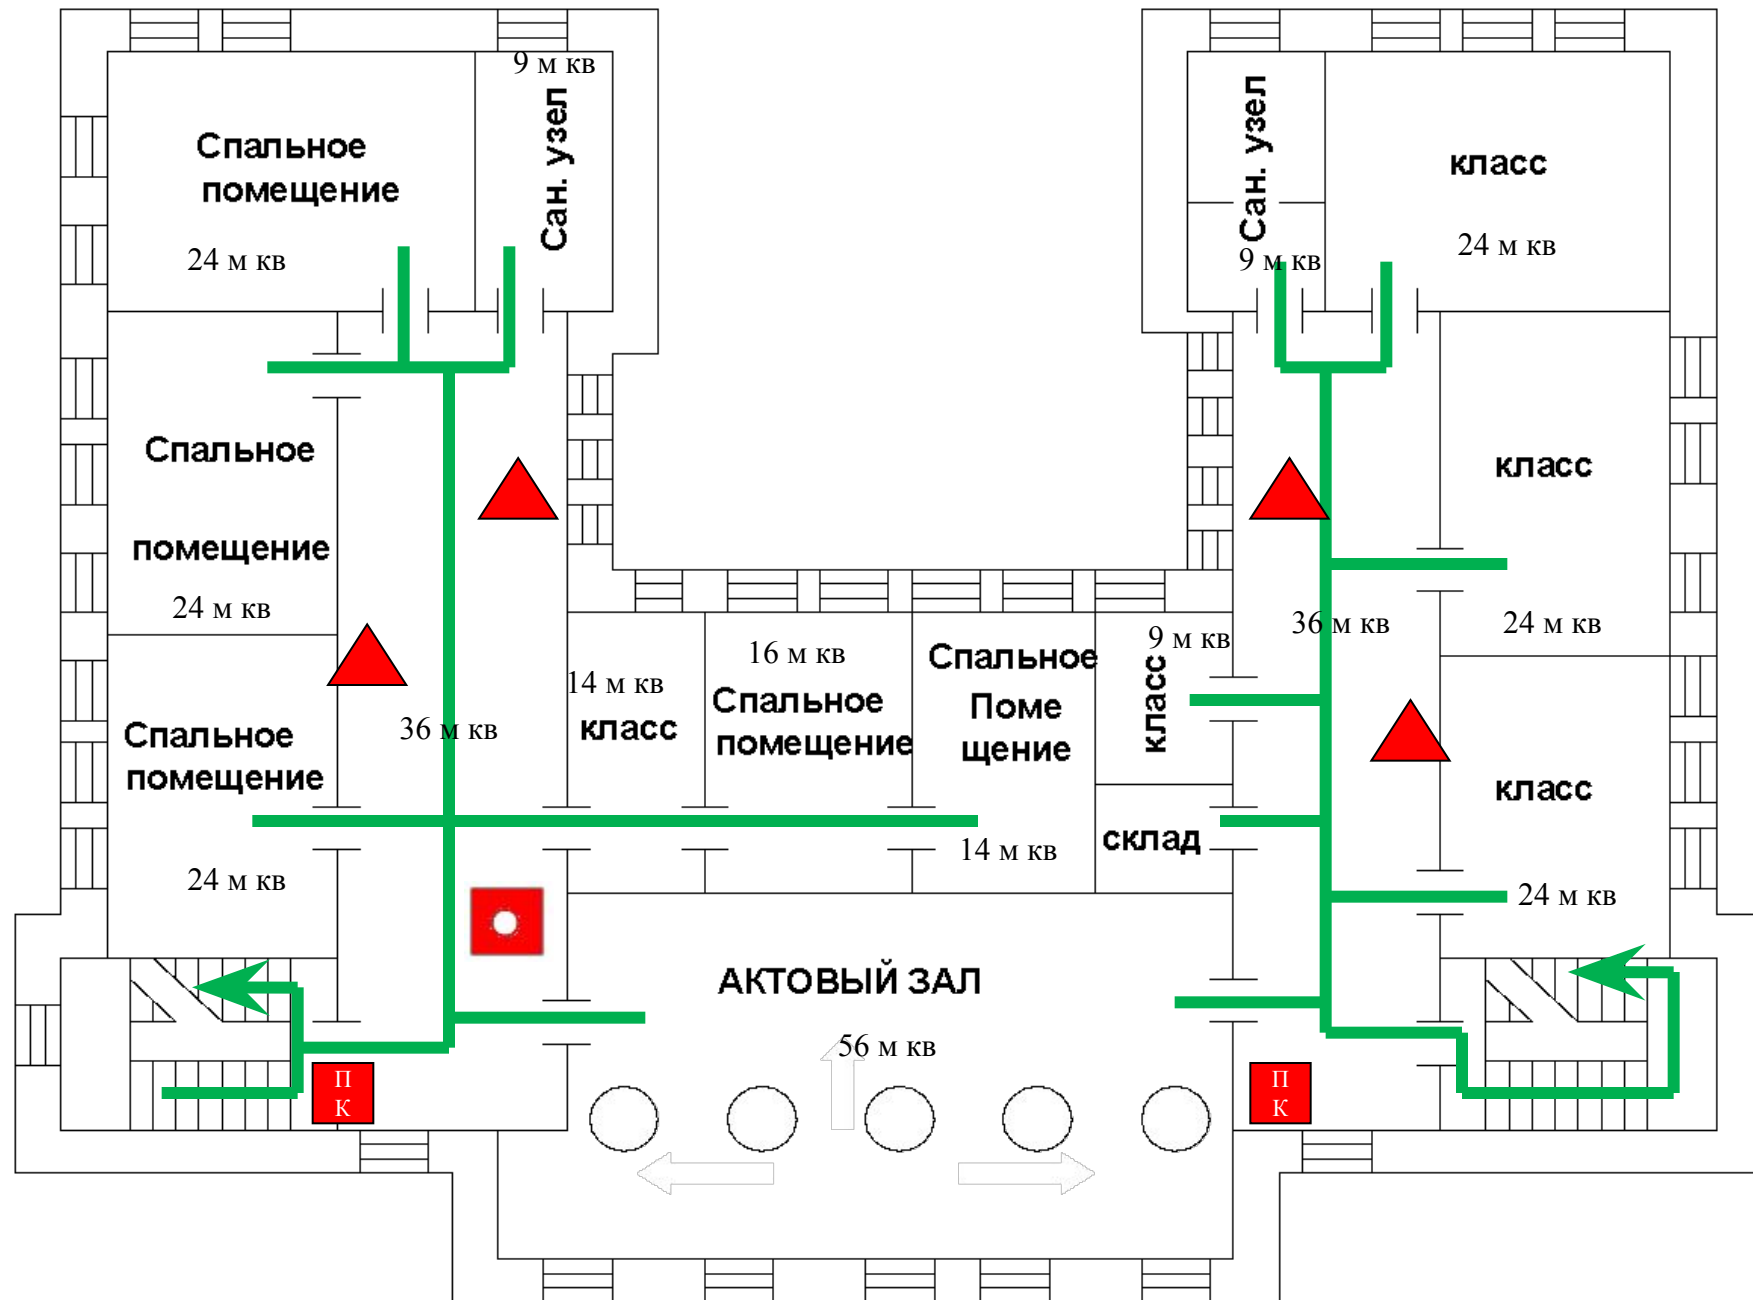 9 м кв
Спальное
помещение
24 м кв
Сан. узел
Сан. узел
9 м кв
класс
24 м кв
Спальное
помещение
24 м кв
класс
24 м кв
36 м кв
Спальное
помещение
24 м кв
36 м кв
14 м кв
класс
16 м кв
Спальное
помещение
Спальное
Поме
щение
14 м кв
9 м кв
класс
склад
класс
24 м кв
АКТОВЫЙ ЗАЛ
56 м кв
П
К
П
К